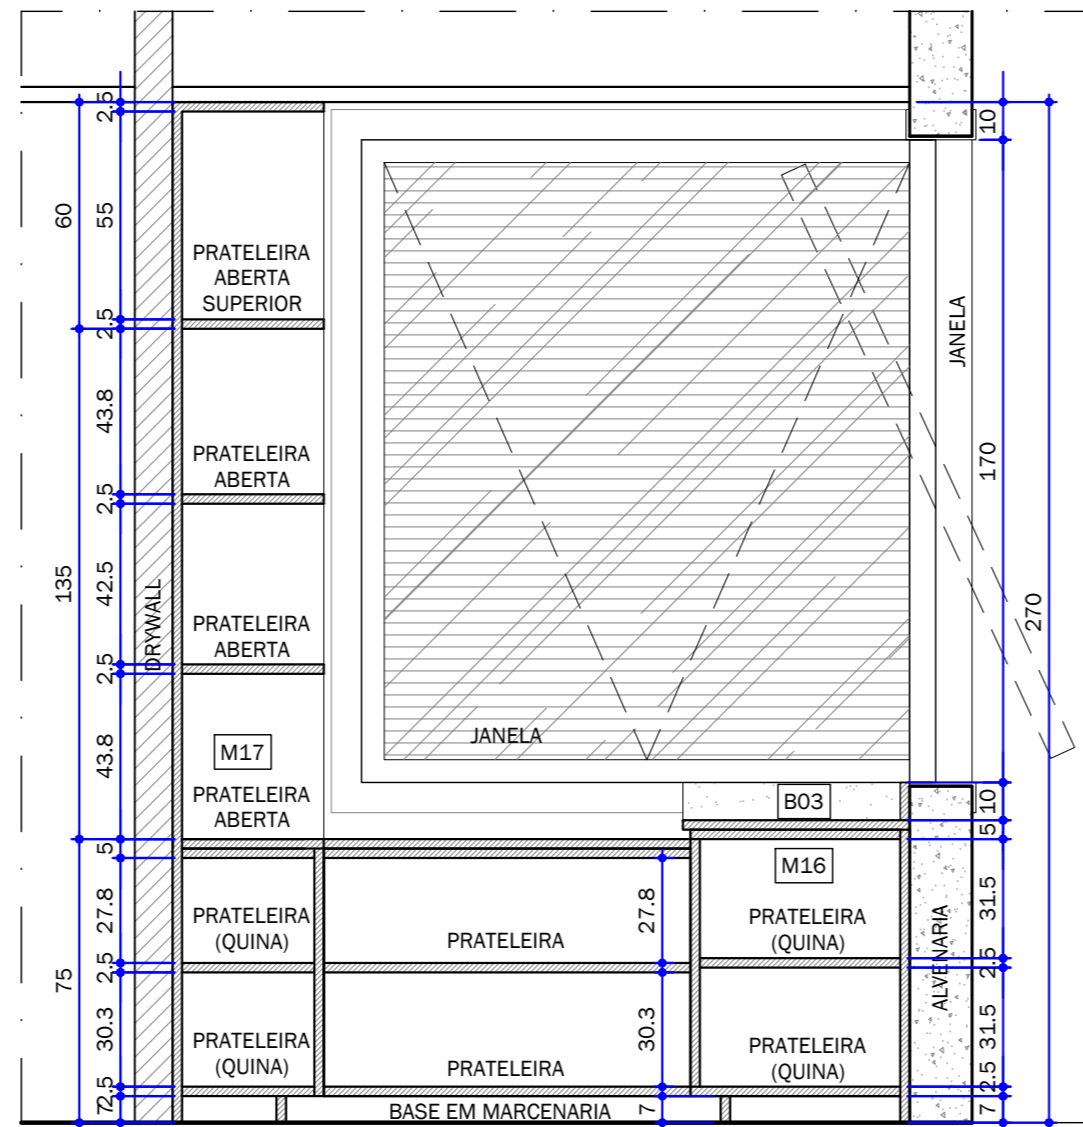 2.5
10
60
55
PRATELEIRA
ABERTA
SUPERIOR
2.5
JANELA
43.8
PRATELEIRA
ABERTA
170
2.5
135
42.5
DRYWALL
PRATELEIRA
ABERTA
270
2.5
43.8
M17
PRATELEIRA
ABERTA
JANELA
B03
10
5
5
M16
27.8
PRATELEIRA
(QUINA)
PRATELEIRA
27.8
PRATELEIRA
(QUINA)
31.5
ALVENARIA
2.5
2.5
75
30.3
PRATELEIRA
(QUINA)
PRATELEIRA
30.3
PRATELEIRA
(QUINA)
31.5
2.5
2.5
7
BASE EM MARCENARIA
7
7